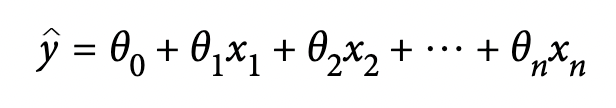 ŷ = θ₀ + θ₁x₁ + θ₂x₂ + ⋯ + θₙxₙ